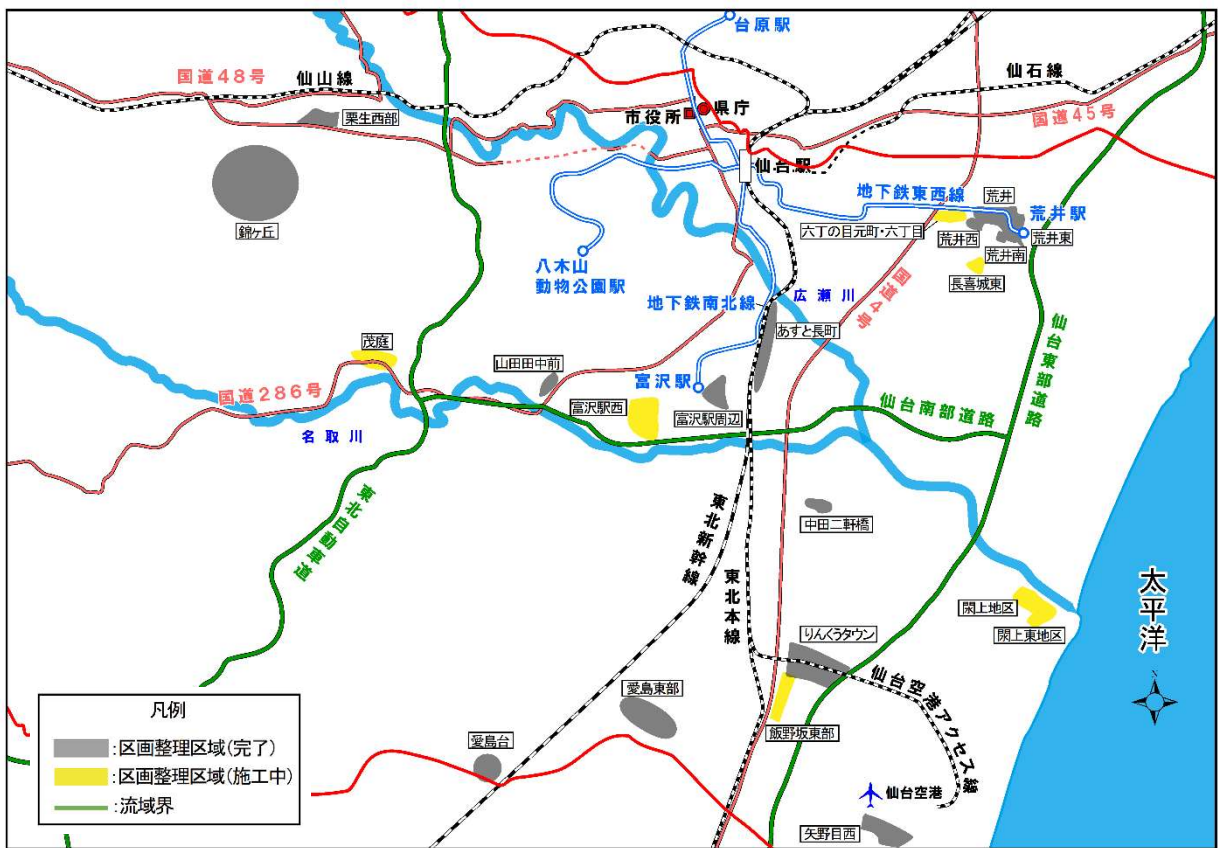 台原駅
国道48号
仙山線
仙石線
栗生西部
市役所
県庁
国道45号
仙台駅
地下鉄東西線
荒井
荒井駅
錦ヶ丘
六丁の目元町・六丁目
荒井西
荒井東
荒井南
八木山
動物公園駅
長喜城東
国道4号
広瀬川
地下鉄南北線
あすと長町
仙台東部道路
茂庭
山田田中前
国道286号
富沢駅
富沢駅西
富沢駅周辺
仙台南部道路
名取川
東北自動車道
東北新幹線
中田二軒橋
東北本線
太平洋
閖上地区
閖上東地区
りんくうタウン
仙台空港アクセス線
N
愛島東部
飯野坂東部
愛島台
仙台空港
矢野目西
凡例
:区画整理区域(完了)
:区画整理区域(施工中)
:流域界